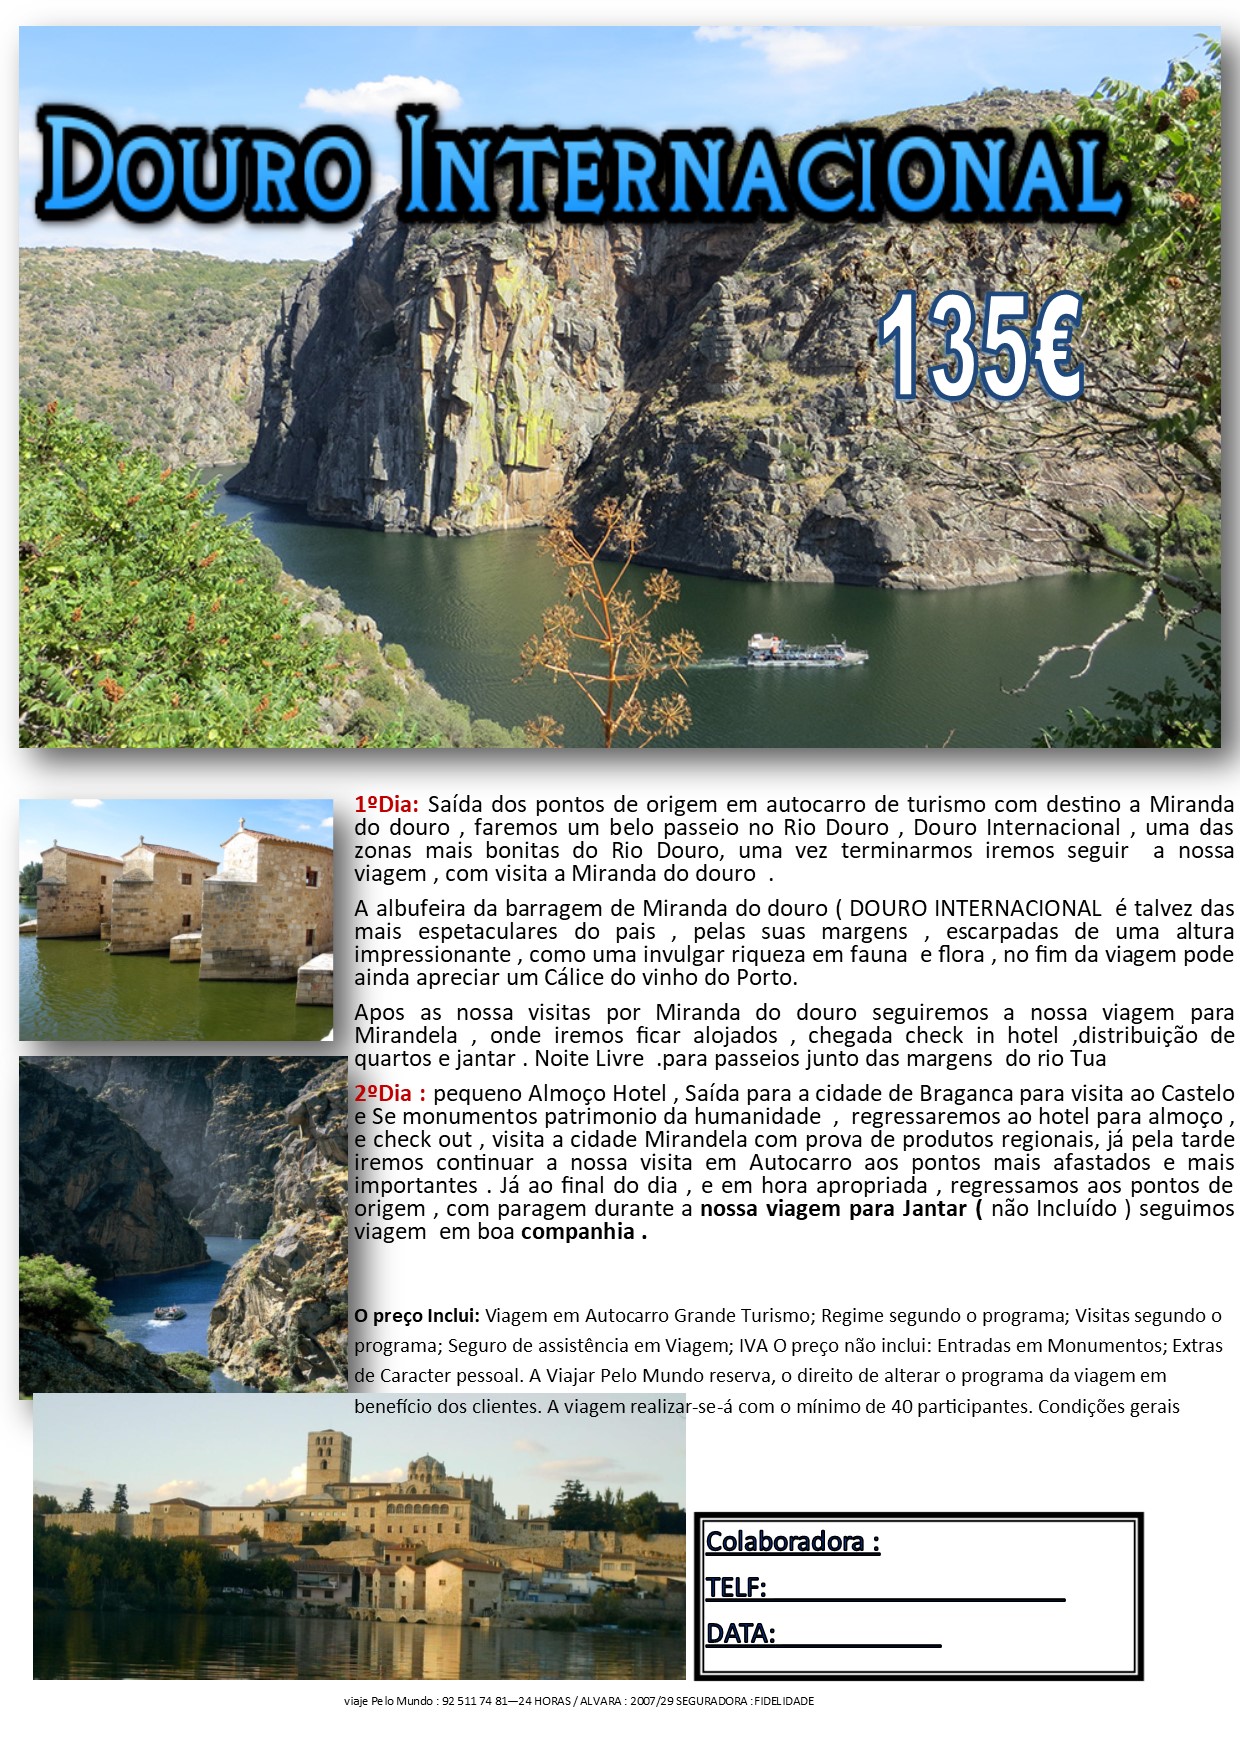 DOURO INTERNACIONAL
135€
1ºDia: Saída dos pontos de origem em autocarro de turismo com destino a Miranda
do douro , faremos um belo passeio no Rio Douro , Douro Internacional , uma das
zonas mais bonitas do Rio Douro, uma vez terminarmos iremos seguir a nossa
viagem , com visita a Miranda do douro .
A albufeira da barragem de Miranda do douro ( DOURO INTERNACIONAL é talvez das
mais espetaculares do pais , pelas suas margens , escarpadas de uma altura
impressionante , como uma invulgar riqueza em fauna e flora , no fim da viagem pode
ainda apreciar um Cálice do vinho do Porto.
Apos as nossa visitas por Miranda do douro seguiremos a nossa viagem para
Mirandela , onde iremos ficar alojados , chegada check in hotel ,distribuição de
quartos e jantar . Noite Livre .para passeios junto das margens do rio Tua
2ºDia : pequeno Almoço Hotel , Saída para a cidade de Braganca para visita ao Castelo
e Se monumentos patrimonio da humanidade , regressaremos ao hotel para almoço ,
e check out , visita a cidade Mirandela com prova de produtos regionais, já pela tarde
iremos continuar a nossa visita em Autocarro aos pontos mais afastados e mais
importantes . Já ao final do dia , e em hora apropriada , regressamos aos pontos de
origem , com paragem durante a nossa viagem para Jantar ( não Incluído ) seguimos
viagem em boa companhia .
O preço Inclui: Viagem em Autocarro Grande Turismo; Regime segundo o programa; Visitas segundo o
programa; Seguro de assistência em Viagem; IVA O preço não inclui: Entradas em Monumentos; Extras
de Caracter pessoal. A Viajar Pelo Mundo reserva, o direito de alterar o programa da viagem em
benefício dos clientes. A viagem realizar-se-á com o mínimo de 40 participantes. Condições gerais
Colaboradora :
TELF:______________________
DATA:____________
viaje Pelo Mundo : 92 511 74 81—24 HORAS / ALVARA : 2007/29 SEGURADORA :FIDELIDADE